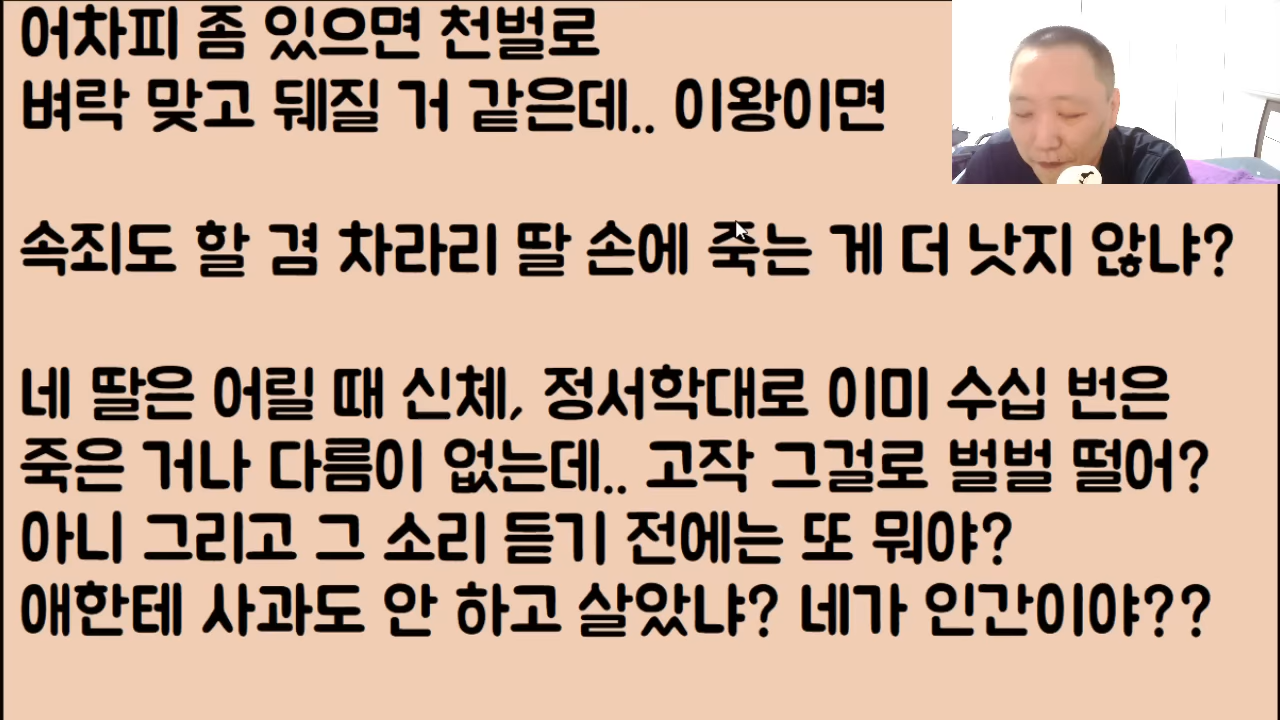 어차피 좀 있으면 천벌로
벼락 맞고 뒈질 거 같은데.. 이왕이면
속죄도 할 겸 차라리 딸 손에 죽는 게 더 낫지 않냐?
네 딸은 어릴 때 신체, 정서학대로 이미 수십 번은
죽은 거나 다름이 없는데.. 고작 그걸로 벌벌 떨어?
아니 그리고 그 소리 듣기 전에는 또 뭐야?
애한테 사과도 안 하고 살았냐? 네가 인간이야??